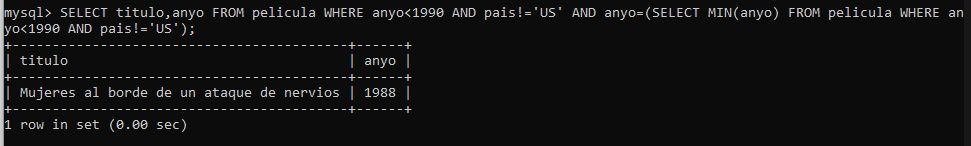 mysql> SELECT titulo,anyo FROM pelicula WHERE anyo<1990 AND pais!='US' AND anyo=(SELECT MIN(anyo) FROM pelicula WHERE an
yo<1990 AND pais!='US');
+----------------------------------------+------+
| titulo                                 | anyo |
+----------------------------------------+------+
| Mujeres al borde de un ataque de nervios | 1988 |
+----------------------------------------+------+
1 row in set (0.00 sec)